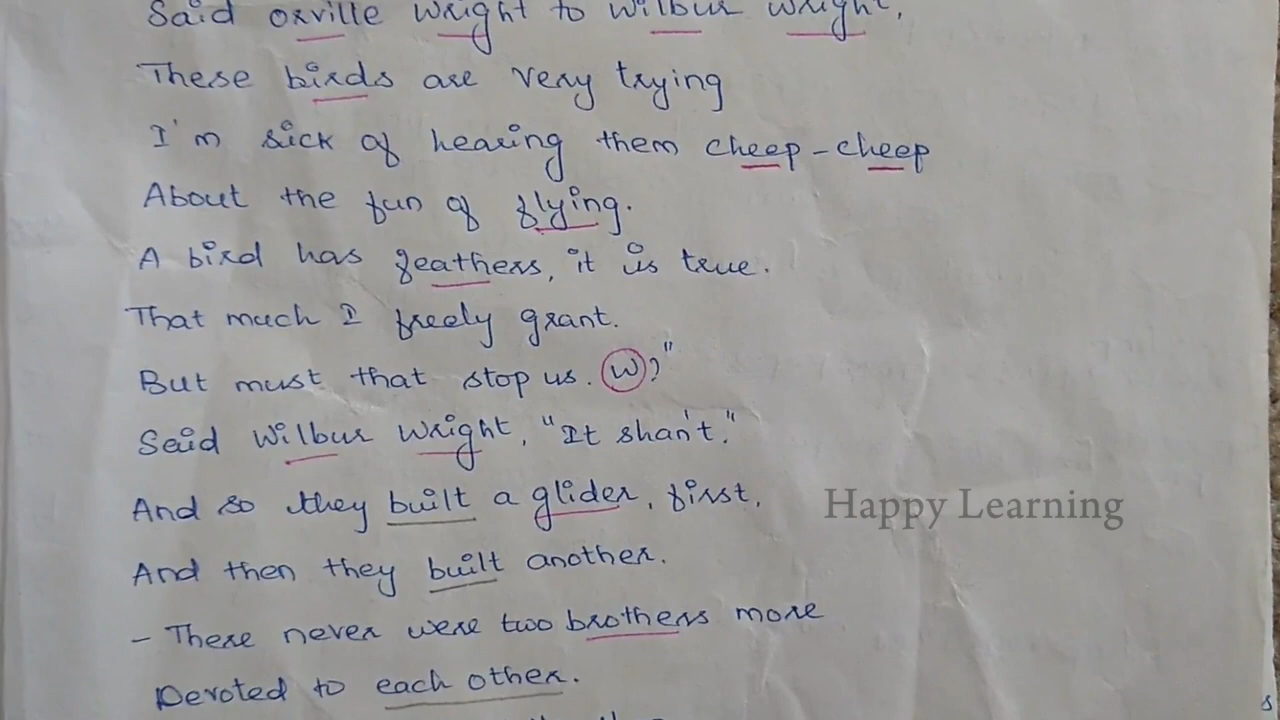 Said orville Wright to Wilbur Wright,
These birds are very trying
I'm sick of hearing them cheep-cheep
About the fun of flying.
A bird has feathers, it is true.
That much I freely grant.
But must that stop us. W?"
Said Wilbur Wright, "It shan't."
And so they built a glider, first,
Happy Learning
And then they built another.
- There never were two brothers more
Devoted to each other.